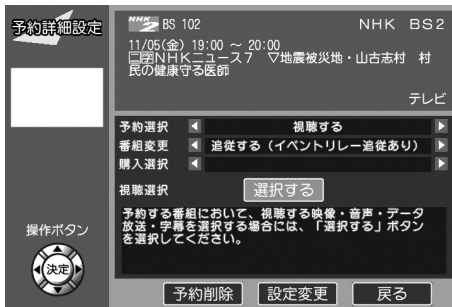 予約詳細設定
NHK 2 BS 102 NHK BS2
11/05(金) 19:00 ~ 20:00
二字NHKニュース7 ▽地震被災地・山古志村 村
民の健康守る医師
テレビ
予約選択 ◀ 視聴する ▶
番組変更 ◀ 追従する(イベントリレー追従あり) ▶
購入選択 ◀ ▶
視聴選択 選択する
予約する番組において、視聴する映像・音声・データ
放送・字幕を選択する場合には、「選択する」ボタン
を選択してください。
操作ボタン
決定
予約削除 設定変更 戻る